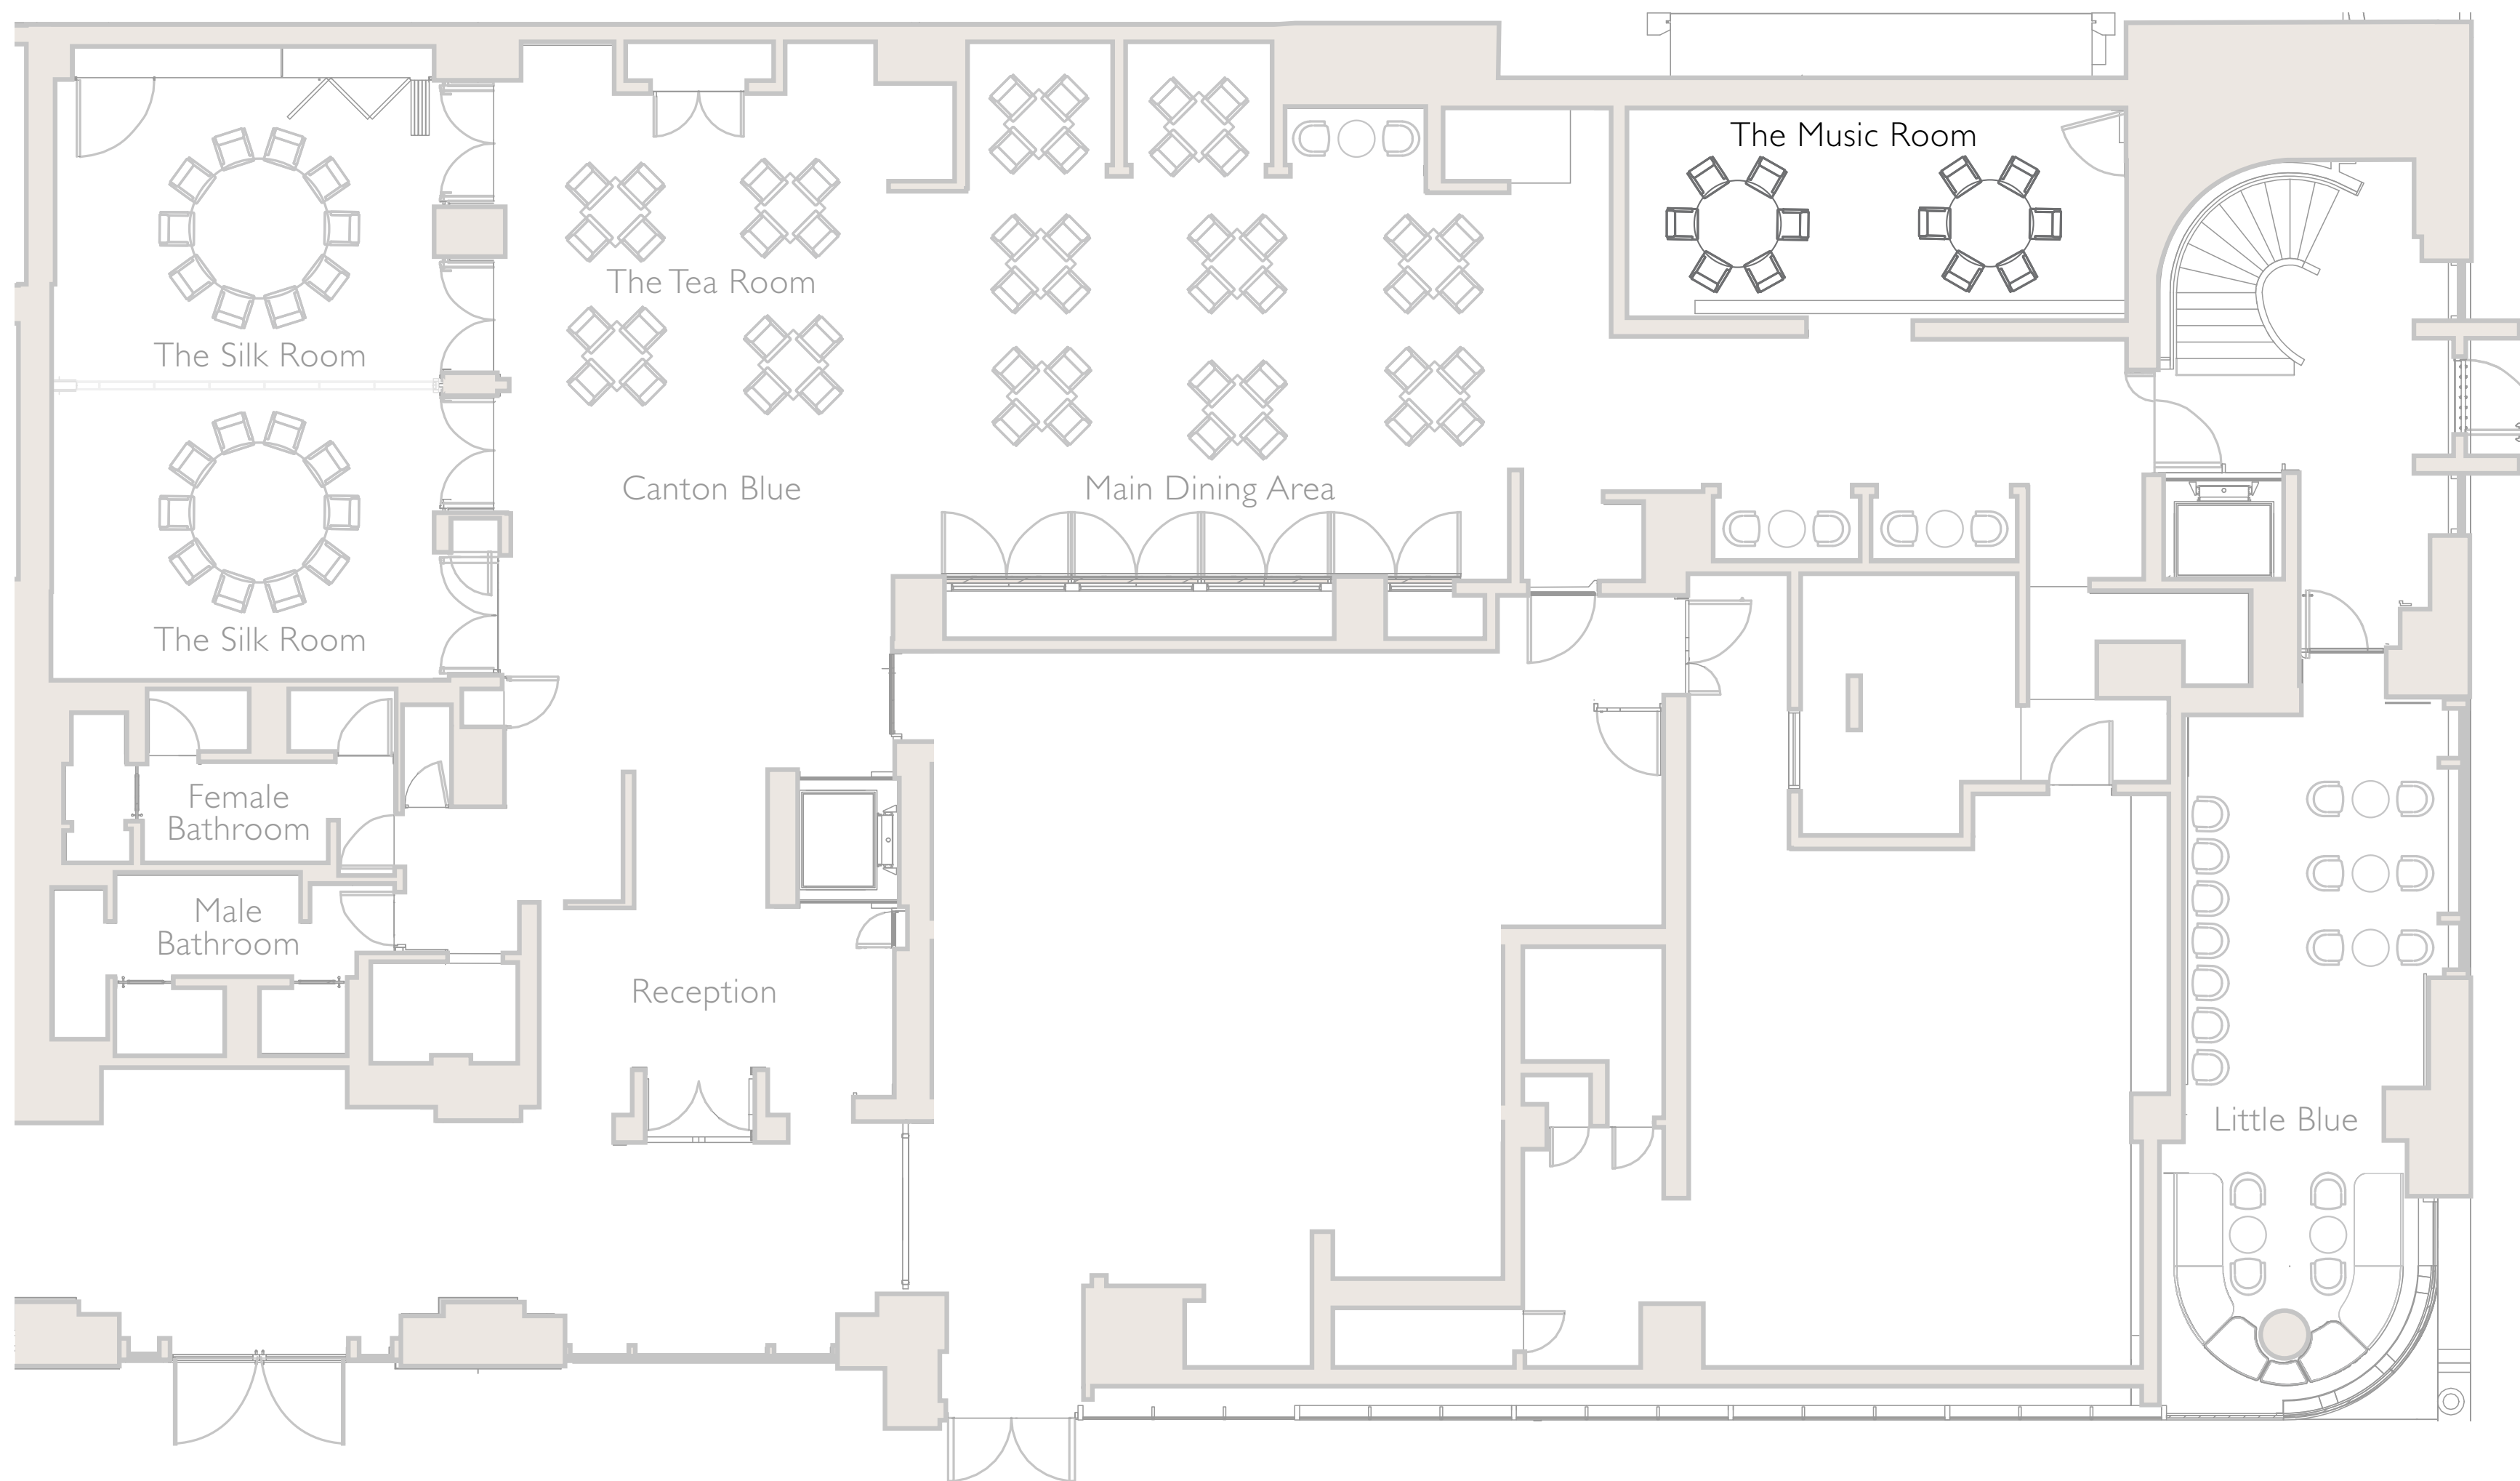 The Music Room
The Tea Room
The Silk Room
Canton Blue
Main Dining Area
The Silk Room
Female
Bathroom
Male
Bathroom
Reception
Little Blue